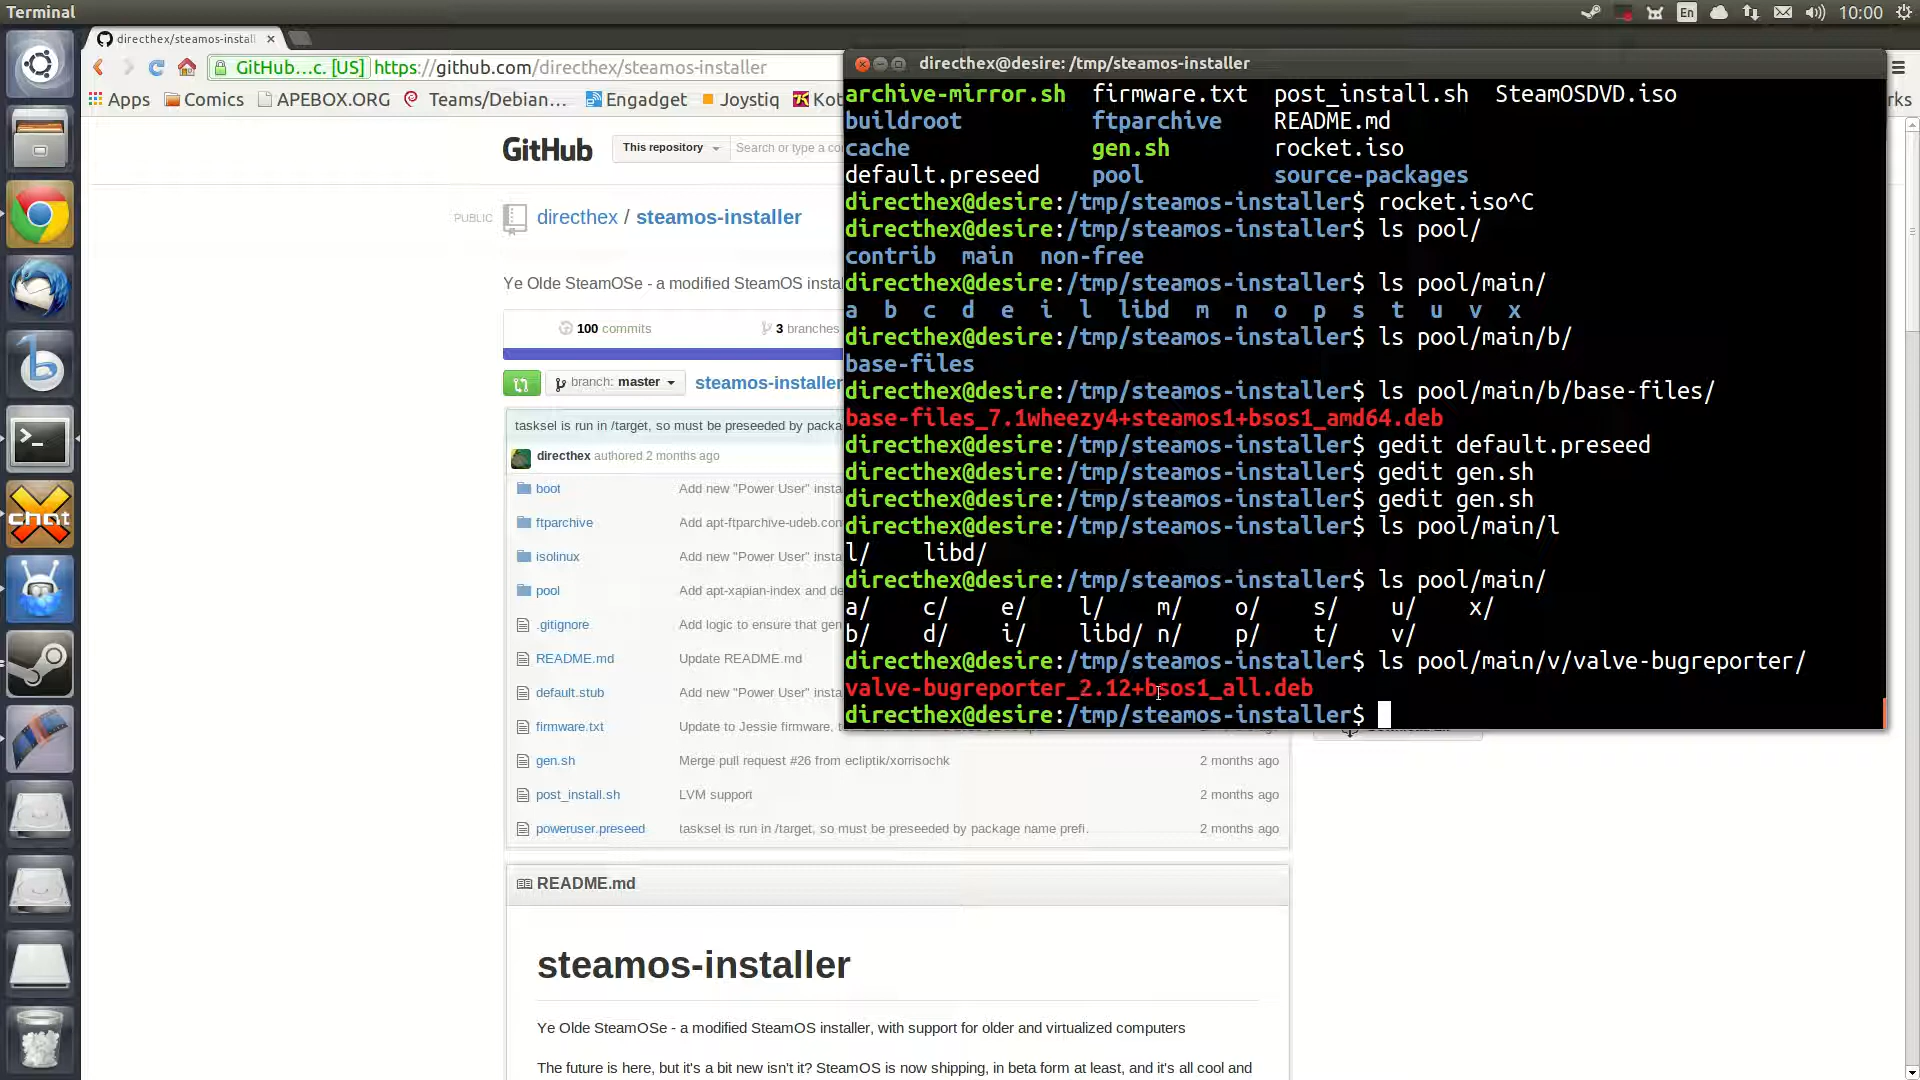 Terminal
En
10:00
directhex/steamos-install
GitHub...c. [US] https://github.com/directhex/steamos-installer
Apps Comics APEBOX.ORG Teams/Debian... Engadget Joystiq Kot
rks
GitHub This repository Search or type a co
PUBLIC directhex / steamos-installer
Ye Olde SteamOSe - a modified SteamOS instal
100 commits 3 branches
branch: master steamos-installer
tasksel is run in /target, so must be preseeded by packa
directhex authored 2 months ago
boot Add new "Power User" insta
ftparchive Add apt-ftparchive-udeb.con
isolinux Add new "Power User" insta
pool Add apt-xapian-index and de
.gitignore Add logic to ensure that gen
README.md Update README.md
default.stub Add new "Power User" insta
firmware.txt Update to Jessie firmware, t
gen.sh Merge pull request #26 from ecliptik/xorrisochk 2 months ago
post_install.sh LVM support 2 months ago
poweruser.preseed tasksel is run in /target, so must be preseeded by package name prefi. 2 months ago
README.md
steamos-installer
Ye Olde SteamOSe - a modified SteamOS installer, with support for older and virtualized computers
The future is here, but it's a bit new isn't it? SteamOS is now shipping, in beta form at least, and it's all cool and
directhex@desire: /tmp/steamos-installer
archive-mirror.sh firmware.txt post_install.sh SteamOSDVD.iso
buildroot ftparchive README.md
cache gen.sh rocket.iso
default.preseed pool source-packages
directhex@desire:/tmp/steamos-installer$ rocket.iso^C
directhex@desire:/tmp/steamos-installer$ ls pool/
contrib main non-free
directhex@desire:/tmp/steamos-installer$ ls pool/main/
a b c d e i l libd m n o p s t u v x
directhex@desire:/tmp/steamos-installer$ ls pool/main/b/
base-files
directhex@desire:/tmp/steamos-installer$ ls pool/main/b/base-files/
base-files_7.1wheezy4+steamos1+bsos1_amd64.deb
directhex@desire:/tmp/steamos-installer$ gedit default.preseed
directhex@desire:/tmp/steamos-installer$ gedit gen.sh
directhex@desire:/tmp/steamos-installer$ gedit gen.sh
directhex@desire:/tmp/steamos-installer$ ls pool/main/l
l/ libd/
directhex@desire:/tmp/steamos-installer$ ls pool/main/
a/ c/ e/ l/ m/ o/ s/ u/ x/
b/ d/ i/ libd/ n/ p/ t/ v/
directhex@desire:/tmp/steamos-installer$ ls pool/main/v/valve-bugreporter/
valve-bugreporter_2.12+bsos1_all.deb
directhex@desire:/tmp/steamos-installer$
chat